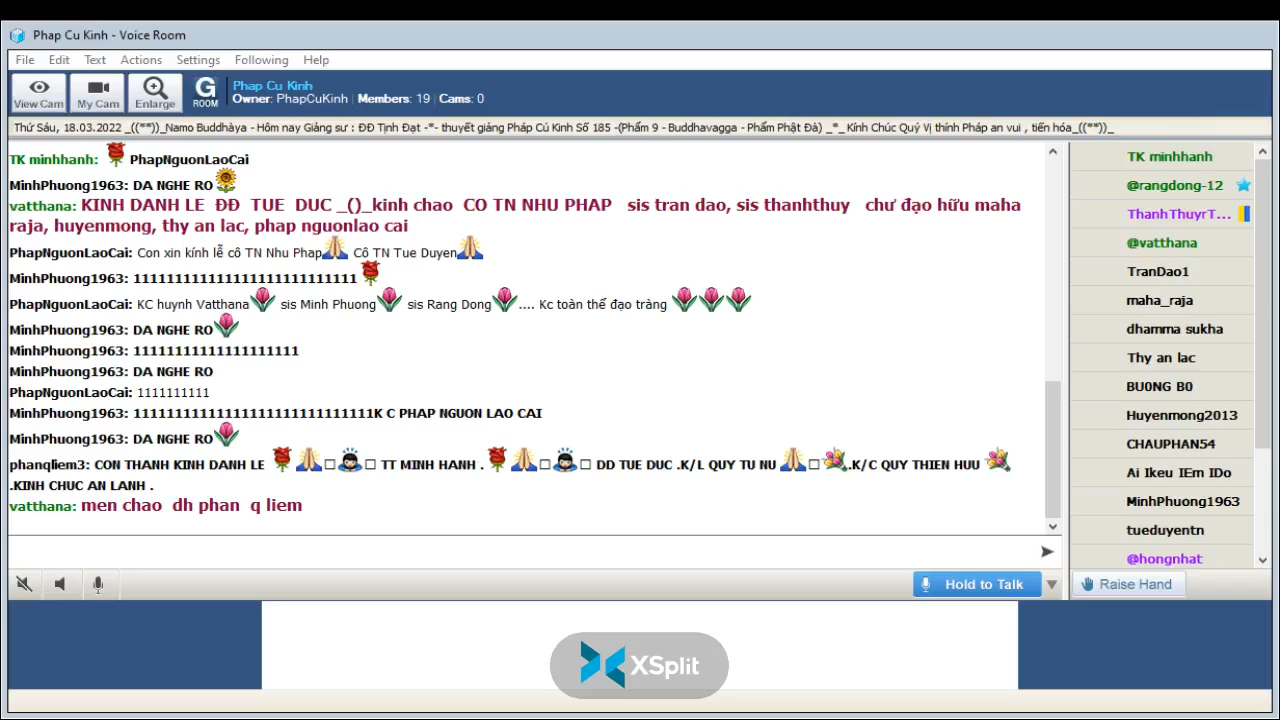 Phap Cu Kinh - Voice Room
File Edit Text Actions Settings Following Help
View Cam My Cam Enlarge G ROOM
Phap Cu Kinh
Owner: PhapCuKinh | Members: 19 | Cams: 0
Thứ Sáu, 18.03.2022 _((**))_Namo Buddhàya - Hôm nay Giảng sư : ĐĐ Tịnh Đạt -*- thuyết giảng Pháp Cú Kinh Số 185 -(Phẩm 9 - Buddhavagga - Phẩm Phật Đà) _*_ Kính Chúc Quý Vị thính Pháp an vui , tiến hóa_((**))_
TK minhhanh: PhapNguonLaoCai
MinhPhuong1963: DA NGHE RO
vatthana: KINH DANH LE ĐĐ TUE DUC _()_kinh chao CO TN NHU PHAP sis tran dao, sis thanhthuy chư đạo hữu maha
raja, huyenmong, thy an lac, phap nguonlao cai
PhapNguonLaoCai: Con xin kính lễ cô TN Nhu Phap Cô TN Tue Duyen
MinhPhuong1963: 11111111111111111111111111
PhapNguonLaoCai: KC huynh Vatthana sis Minh Phuong sis Rang Dong .... Kc toàn thể đạo tràng
MinhPhuong1963: DA NGHE RO
MinhPhuong1963: 11111111111111111111
MinhPhuong1963: DA NGHE RO
PhapNguonLaoCai: 1111111111
MinhPhuong1963: 11111111111111111111111111111K C PHAP NGUON LAO CAI
MinhPhuong1963: DA NGHE RO
phanqliem3: CON THANH KINH DANH LE TT MINH HANH . DD TUE DUC .K/L QUY TU NU .K/C QUY THIEN HUU
.KINH CHUC AN LANH .
vatthana: men chao dh phan q liem
TK minhhanh
@rangdong-12
ThanhThuyrT...
@vatthana
TranDao1
maha_raja
dhamma sukha
Thy an lac
BU0NG B0
Huyenmong2013
CHAUPHAN54
Ai Ikeu IEm IDo
MinhPhuong1963
tueduyentn
@hongnhat
Hold to Talk
Raise Hand
XSplit